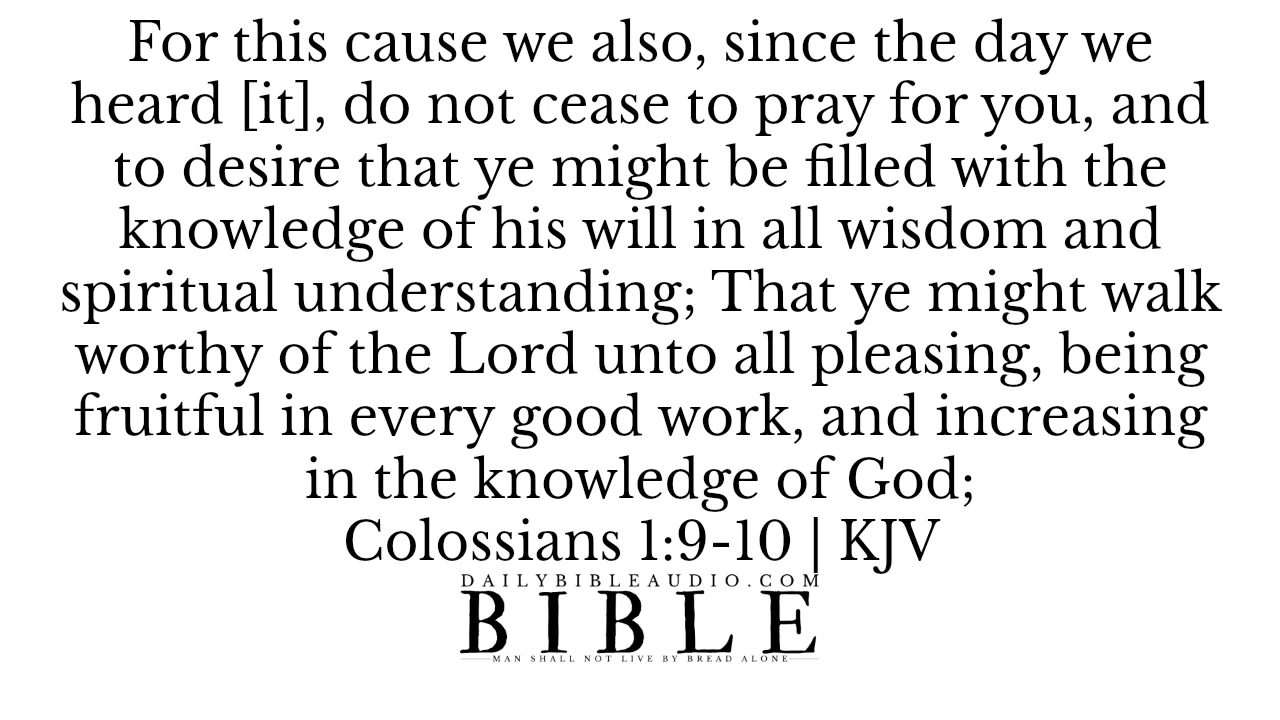 For this cause we also, since the day we
heard [it], do not cease to pray for you, and
to desire that ye might be filled with the
knowledge of his will in all wisdom and
spiritual understanding; That ye might walk
worthy of the Lord unto all pleasing, being
fruitful in every good work, and increasing
in the knowledge of God;
Colossians 1:9-10 | KJV
DAILYBIBLEAUDIO.COM
BIBLE
MAN SHALL NOT LIVE BY BREAD ALONE